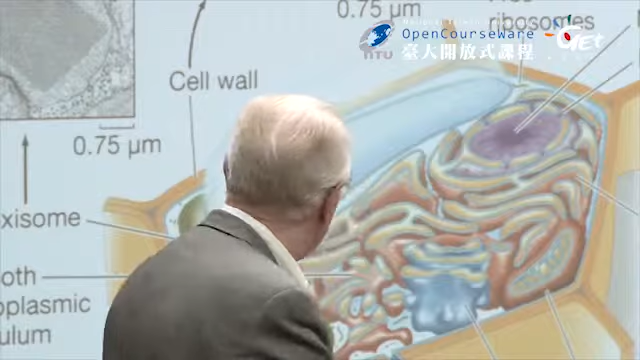 0.75 µm
ribosomes
OpenCourseWare
NTU
臺大開放式課程
Cell wall
0.75 µm
xisome
oth
oplasmic
ulum